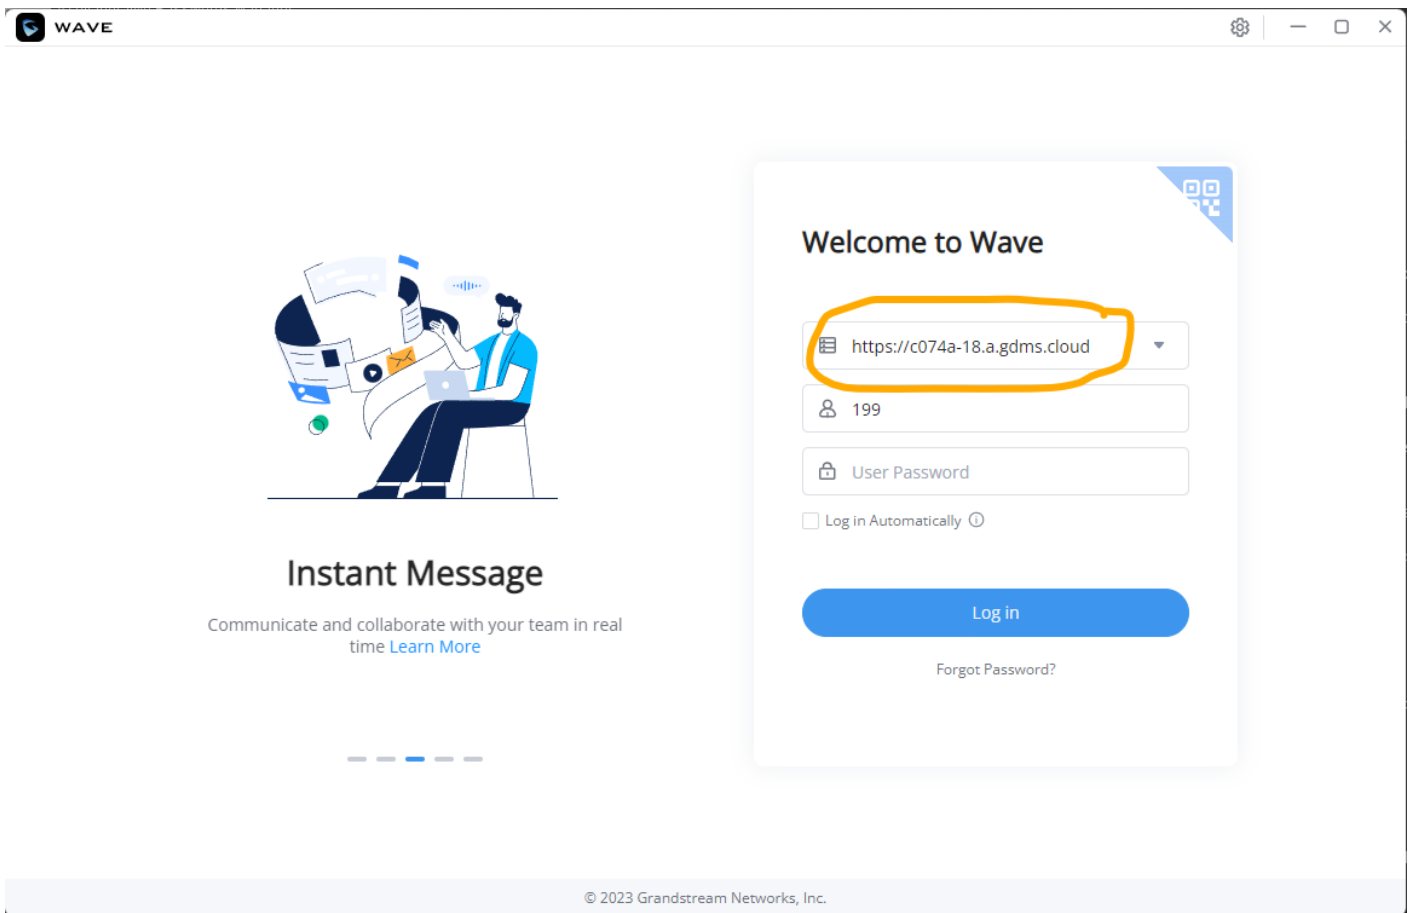 WAVE
Welcome to Wave
https://c074a-18.a.gdms.cloud
199
User Password
Log in Automatically
Log in
Forgot Password?
Instant Message
Communicate and collaborate with your team in real
time Learn More
© 2023 Grandstream Networks, Inc.